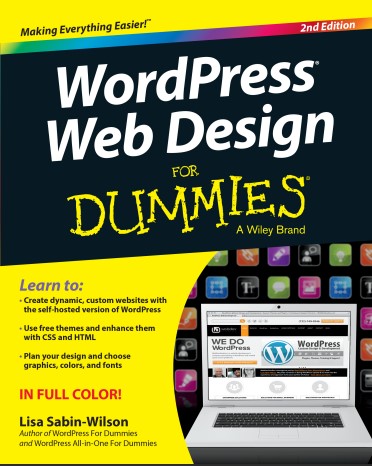 Making Everything Easier!™
2nd Edition
WordPress®
Web Design
FOR
DUMMIES®
A Wiley Brand
Learn to:
• Create dynamic, custom websites with
the self-hosted version of WordPress
• Use free themes and enhance them
with CSS and HTML
• Plan your design and choose
graphics, colors, and fonts
IN FULL COLOR!
Lisa Sabin-Wilson
Author of WordPress For Dummies
and WordPress All-in-One For Dummies
WE DO
WordPress
WordPress